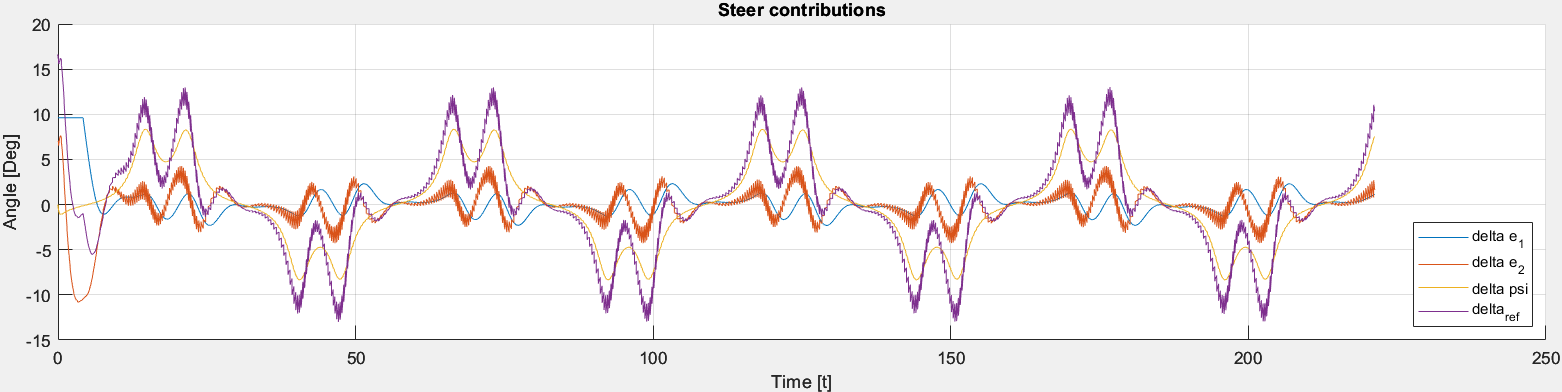 Steer contributions
20
15
10
5
0
-5
-10
-15
Angle [Deg]
0
50
100
150
200
250
Time [t]
delta e1
delta e2
delta psi
deltaref